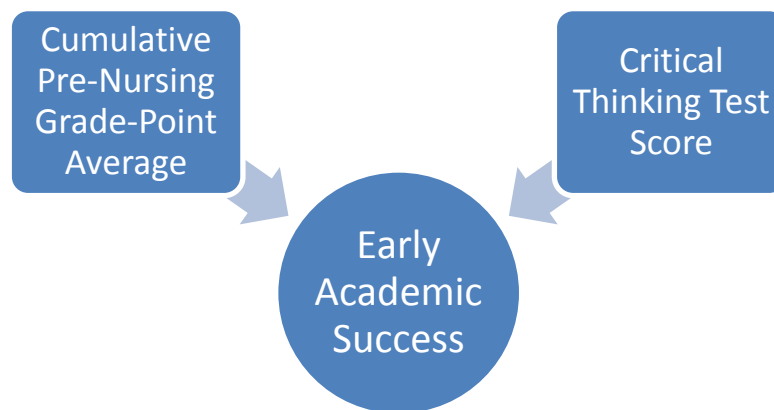 Cumulative
Pre-Nursing
Grade-Point
Average
Critical
Thinking Test
Score
Early
Academic
Success